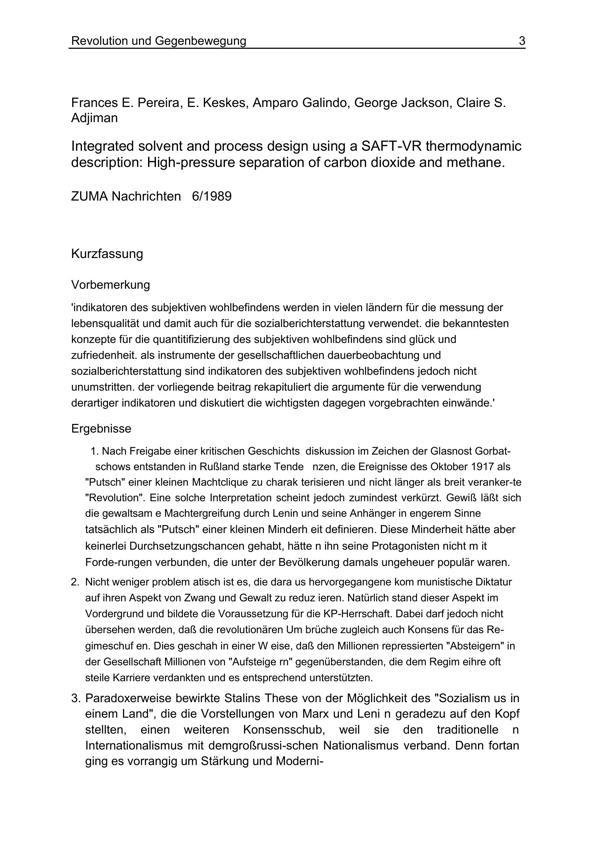 Revolution und Gegenbewegung 3
Frances E. Pereira, E. Keskes, Amparo Galindo, George Jackson, Claire S.
Adjiman
Integrated solvent and process design using a SAFT-VR thermodynamic
description: High-pressure separation of carbon dioxide and methane.
ZUMA Nachrichten 6/1989
Kurzfassung
Vorbemerkung
'indikatoren des subjektiven wohlbefindens werden in vielen ländern für die messung der
lebensqualität und damit auch für die sozialberichterstattung verwendet. die bekanntesten
konzepte für die quantitifizierung des subjektiven wohlbefindens sind glück und
zufriedenheit. als instrumente der gesellschaftlichen dauerbeobachtung und
sozialberichterstattung sind indikatoren des subjektiven wohlbefindens jedoch nicht
unumstritten. der vorliegende beitrag rekapituliert die argumente für die verwendung
derartiger indikatoren und diskutiert die wichtigsten dagegen vorgebrachten einwände.'
Ergebnisse
1. Nach Freigabe einer kritischen Geschichts diskussion im Zeichen der Glasnost Gorbat-
schows entstanden in Rußland starke Tende nzen, die Ereignisse des Oktober 1917 als
"Putsch" einer kleinen Machtclique zu charak terisieren und nicht länger als breit veranker-te
"Revolution". Eine solche Interpretation scheint jedoch zumindest verkürzt. Gewiß läßt sich
die gewaltsam e Machtergreifung durch Lenin und seine Anhänger in engerem Sinne
tatsächlich als "Putsch" einer kleinen Minderh eit definieren. Diese Minderheit hätte aber
keinerlei Durchsetzungschancen gehabt, hätte n ihn seine Protagonisten nicht m it
Forde-rungen verbunden, die unter der Bevölkerung damals ungeheuer populär waren.
2. Nicht weniger problem atisch ist es, die dara us hervorgegangene kom munistische Diktatur
auf ihren Aspekt von Zwang und Gewalt zu reduz ieren. Natürlich stand dieser Aspekt im
Vordergrund und bildete die Voraussetzung für die KP-Herrschaft. Dabei darf jedoch nicht
übersehen werden, daß die revolutionären Um brüche zugleich auch Konsens für das Re-
gimeschuf en. Dies geschah in einer W eise, daß den Millionen repressierten "Absteigern" in
der Gesellschaft Millionen von "Aufsteige rn" gegenüberstanden, die dem Regim eihre oft
steile Karriere verdankten und es entsprechend unterstützten.
3. Paradoxerweise bewirkte Stalins These von der Möglichkeit des "Sozialism us in
einem Land", die die Vorstellungen von Marx und Leni n geradezu auf den Kopf
stellten, einen weiteren Konsensschub, weil sie den traditionelle n
Internationalismus mit demgroßrussi-schen Nationalismus verband. Denn fortan
ging es vorrangig um Stärkung und Moderni-